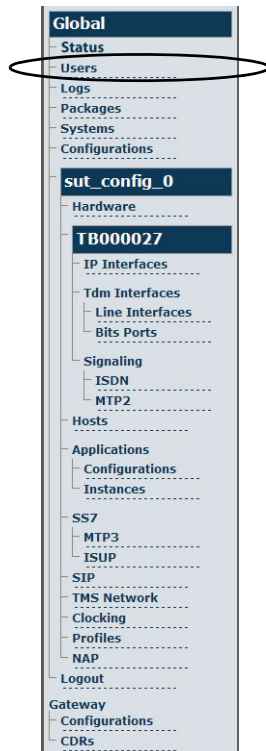 Global
Status
Users
Logs
Packages
Systems
Configurations
sut_config_0
Hardware
TB000027
IP Interfaces
Tdm Interfaces
Line Interfaces
Bits Ports
Signaling
ISDN
MTP2
Hosts
Applications
Configurations
Instances
SS7
MTP3
ISUP
SIP
TMS Network
Clocking
Profiles
NAP
Logout
Gateway
Configurations
CDRs